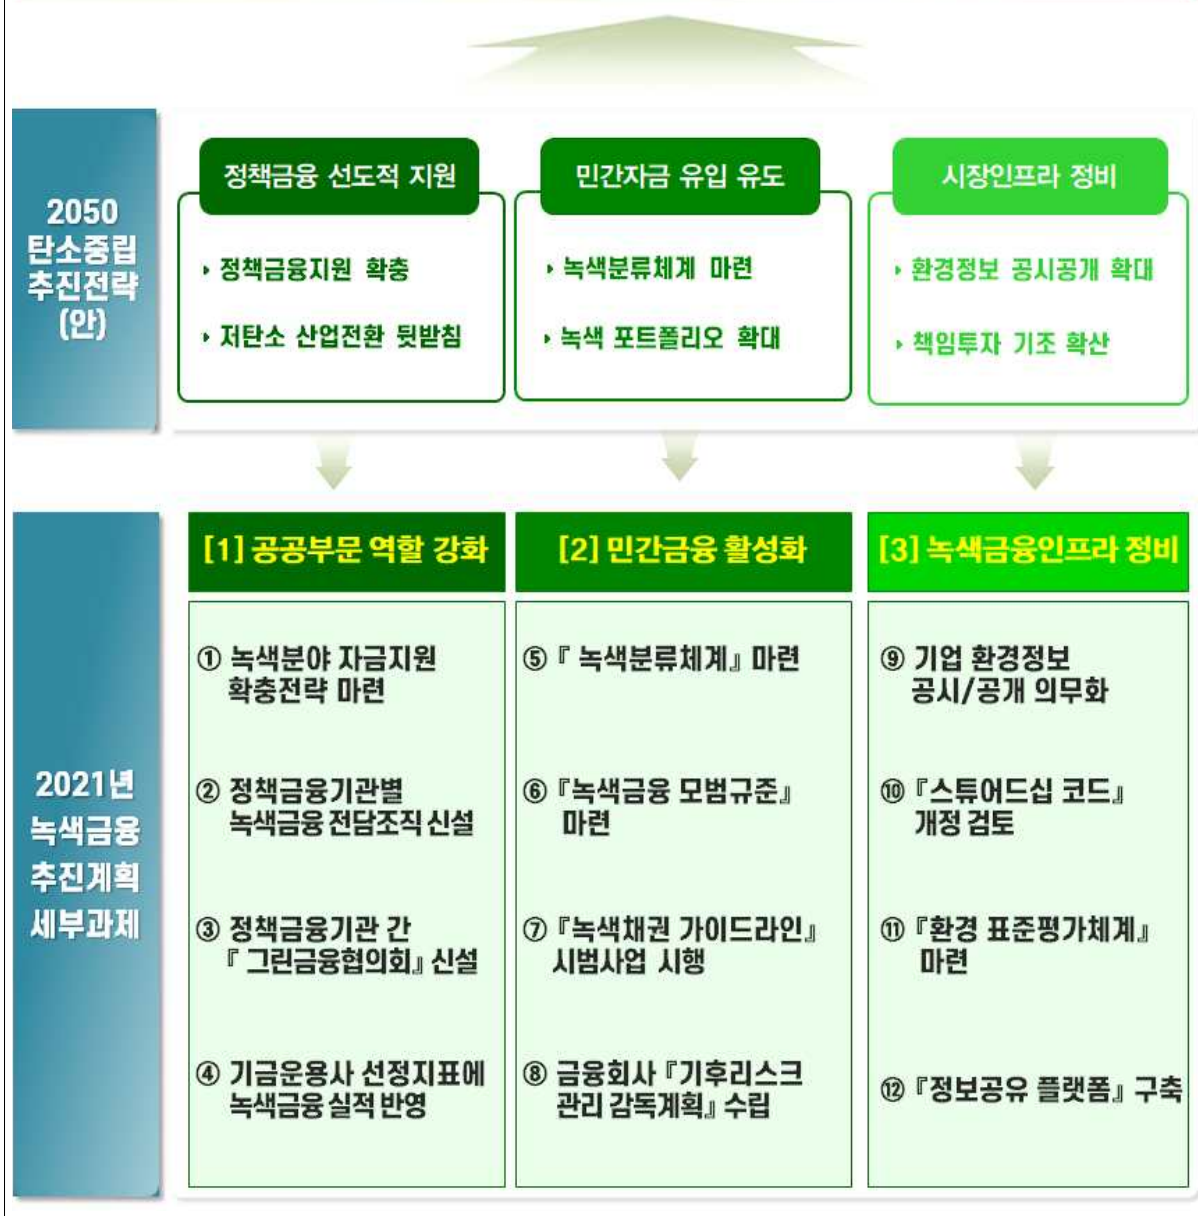 2050
탄소중립
추진전략
(안)
정책금융 선도적 지원
▸ 정책금융지원 확충
▸ 저탄소 산업전환 뒷받침
민간자금 유입 유도
▸ 녹색분류체계 마련
▸ 녹색 포트폴리오 확대
시장인프라 정비
▸ 환경정보 공시공개 확대
▸ 책임투자 기조 확산
2021년
녹색금융
추진계획
세부과제
[1] 공공부문 역할 강화
① 녹색분야 자금지원
확충전략 마련
② 정책금융기관별
녹색금융 전담조직 신설
③ 정책금융기관 간
『 그린금융협의회』 신설
④ 기금운용사 선정지표에
녹색금융 실적 반영
[2] 민간금융 활성화
⑤ 『 녹색분류체계』 마련
⑥ 『녹색금융 모범규준』
마련
⑦ 『녹색채권 가이드라인』
시범사업 시행
⑧ 금융회사 『기후리스크
관리 감독계획』 수립
[3] 녹색금융인프라 정비
⑨ 기업 환경정보
공시/공개 의무화
⑩ 『스튜어드십 코드』
개정 검토
⑪ 『환경 표준평가체계』
마련
⑫ 『정보공유 플랫폼』 구축